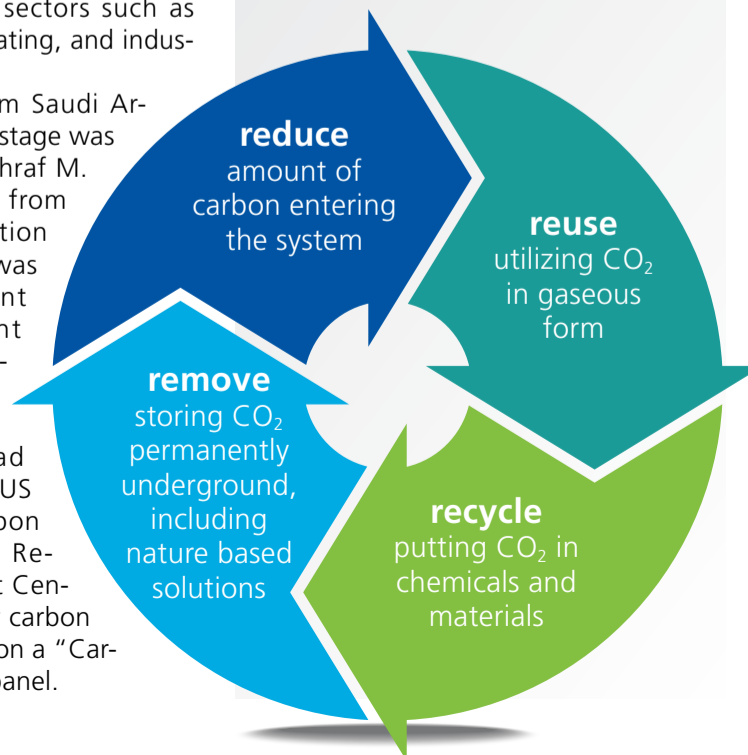 sectors such as
ating, and indus-
m Saudi Ar-
stage was
hraf M.
from
tion
was
nt
nt
-
ad
US
bon
Re-
t Cen-
carbon
on a “Car-
panel.
reduce
amount of
carbon entering
the system
reuse
utilizing CO₂
in gaseous
form
recycle
putting CO₂ in
chemicals and
materials
remove
storing CO₂
permanently
underground,
including
nature based
solutions